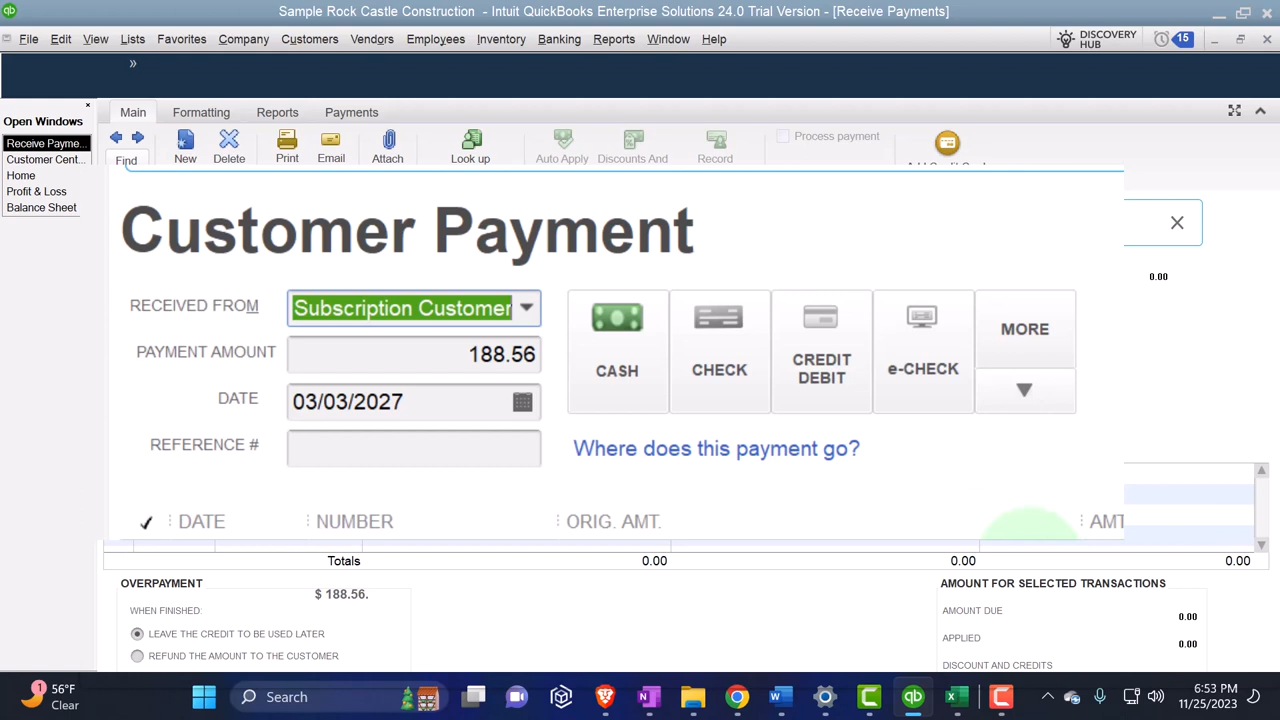 Sample Rock Castle Construction - Intuit QuickBooks Enterprise Solutions 24.0 Trial Version - [Receive Payments]
File Edit View Lists Favorites Company Customers Vendors Employees Inventory Banking Reports Window Help
DISCOVERY
HUB
15
»
Open Windows
Receive Payme...
Customer Cent...
Home
Profit & Loss
Balance Sheet
Main Formatting Reports Payments
Find
New
Delete
Print
Email
Attach
Look up
Auto Apply
Discounts And
Record
Process payment
Customer Payment
0.00
RECEIVED FROM Subscription Customer
PAYMENT AMOUNT 188.56
DATE 03/03/2027
REFERENCE #
CASH
CHECK
CREDIT
DEBIT
e-CHECK
MORE
Where does this payment go?
DATE NUMBER ORIG. AMT. AMT
Totals 0.00 0.00 0.00
OVERPAYMENT
$ 188.56.
WHEN FINISHED:
LEAVE THE CREDIT TO BE USED LATER
REFUND THE AMOUNT TO THE CUSTOMER
AMOUNT FOR SELECTED TRANSACTIONS
AMOUNT DUE 0.00
APPLIED 0.00
DISCOUNT AND CREDITS
1
56°F
Clear
Search
6:53 PM
11/25/2023